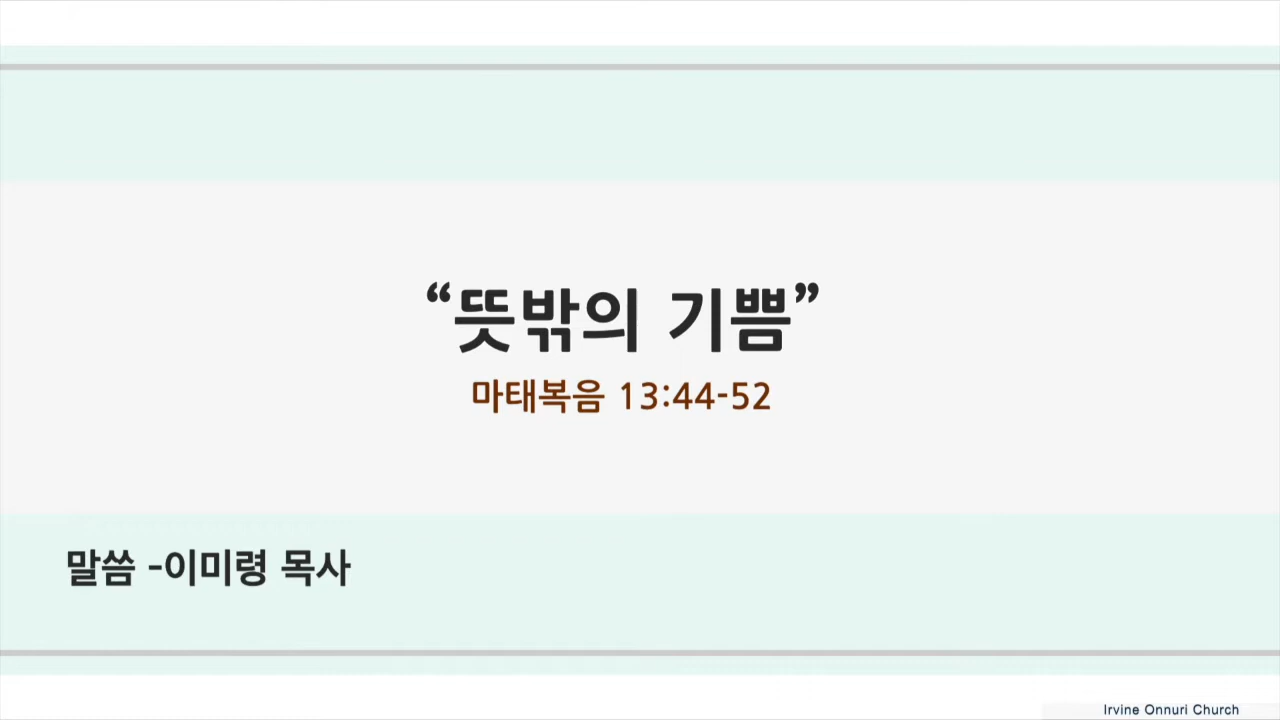 “뜻밖의 기쁨”
마태복음 13:44-52
말씀 -이미령 목사
Irvine Onnuri Church